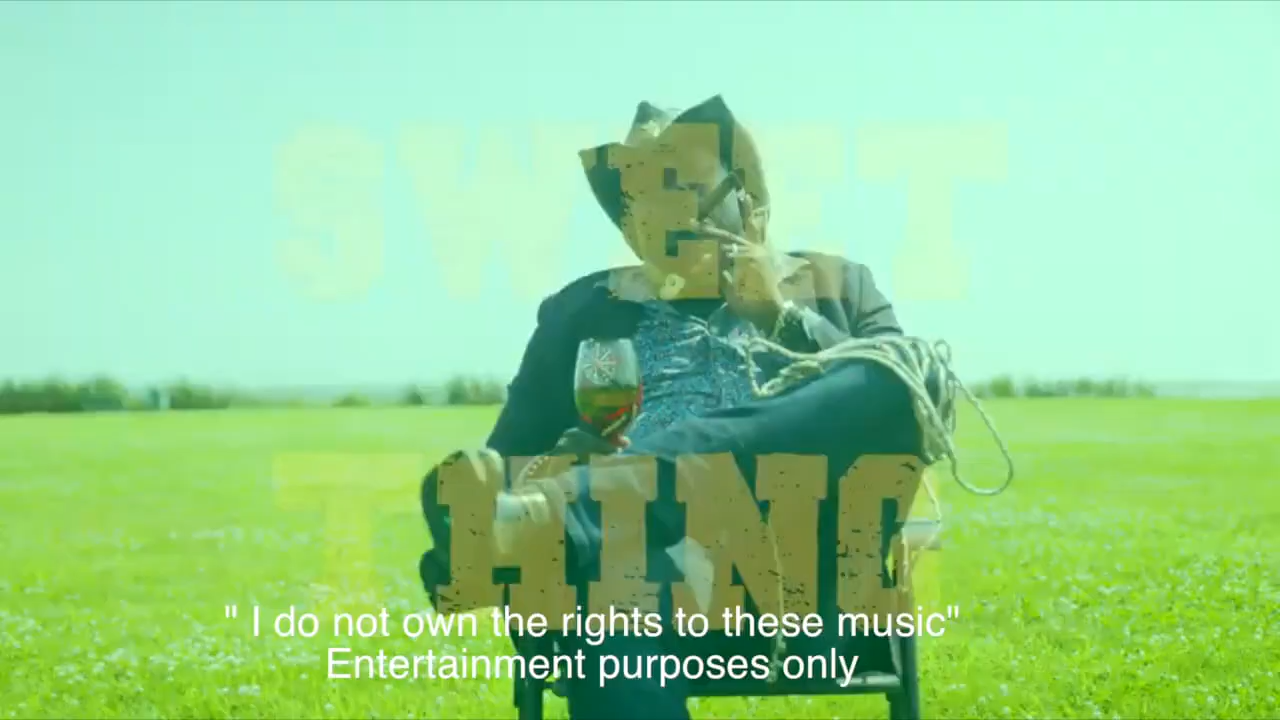 SWEET
THING
" I do not own the rights to these music"
Entertainment purposes only